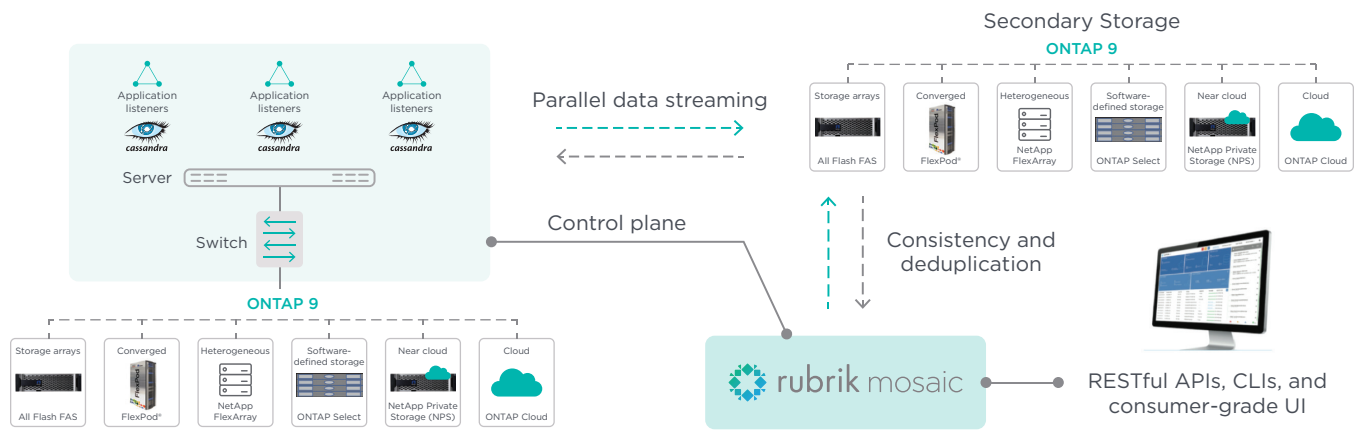 Secondary Storage
ONTAP 9
Application
listeners
cassandra
Application
listeners
cassandra
Application
listeners
cassandra
Server
Switch
ONTAP 9
Parallel data streaming
Storage arrays
All Flash FAS
Converged
FlexPod
FlexPod®
Heterogeneous
NetApp
FlexArray
Software-
defined storage
ONTAP Select
Near cloud
NetApp Private
Storage (NPS)
Cloud
ONTAP Cloud
Control plane
Consistency and
deduplication
Storage arrays
All Flash FAS
Converged
FlexPod
FlexPod®
Heterogeneous
NetApp
FlexArray
Software-
defined storage
ONTAP Select
Near cloud
NetApp Private
Storage (NPS)
Cloud
ONTAP Cloud
rubrik mosaic
RESTful APIs, CLIs, and
consumer-grade UI